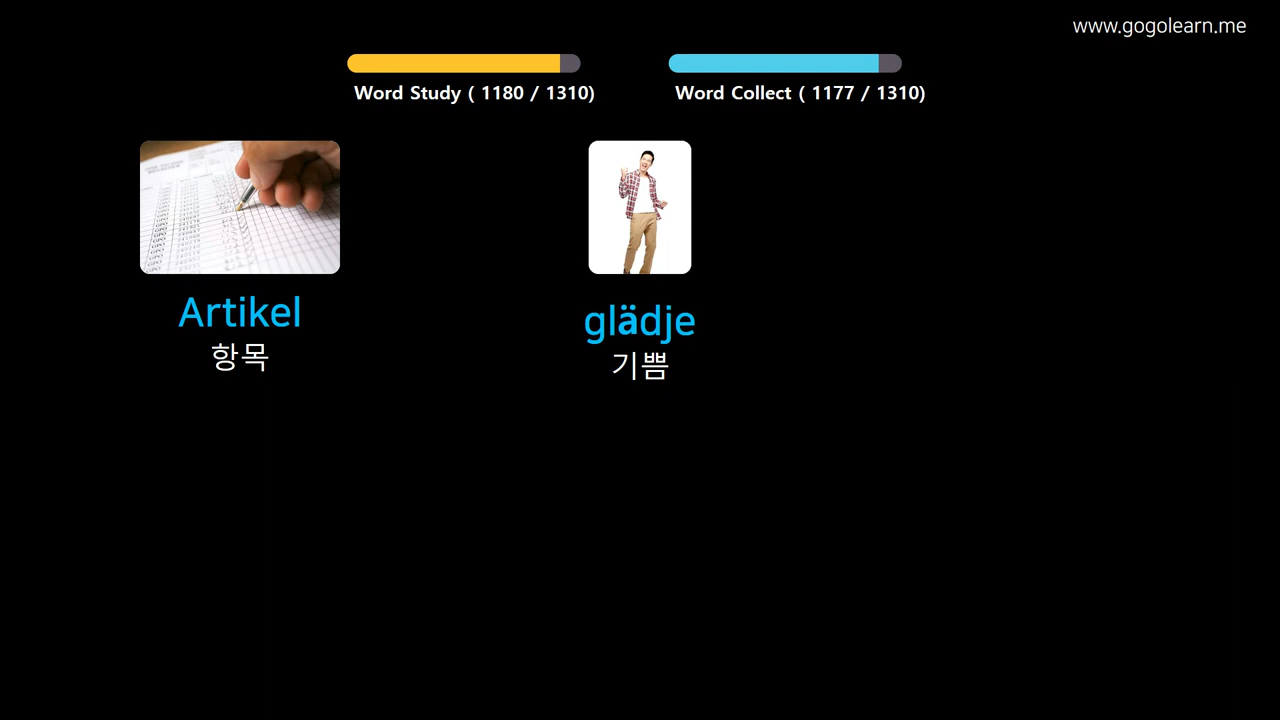 www.gogolearn.me
Word Study ( 1180 / 1310)
Word Collect ( 1177 / 1310)
Artikel
항목
glädje
기쁨